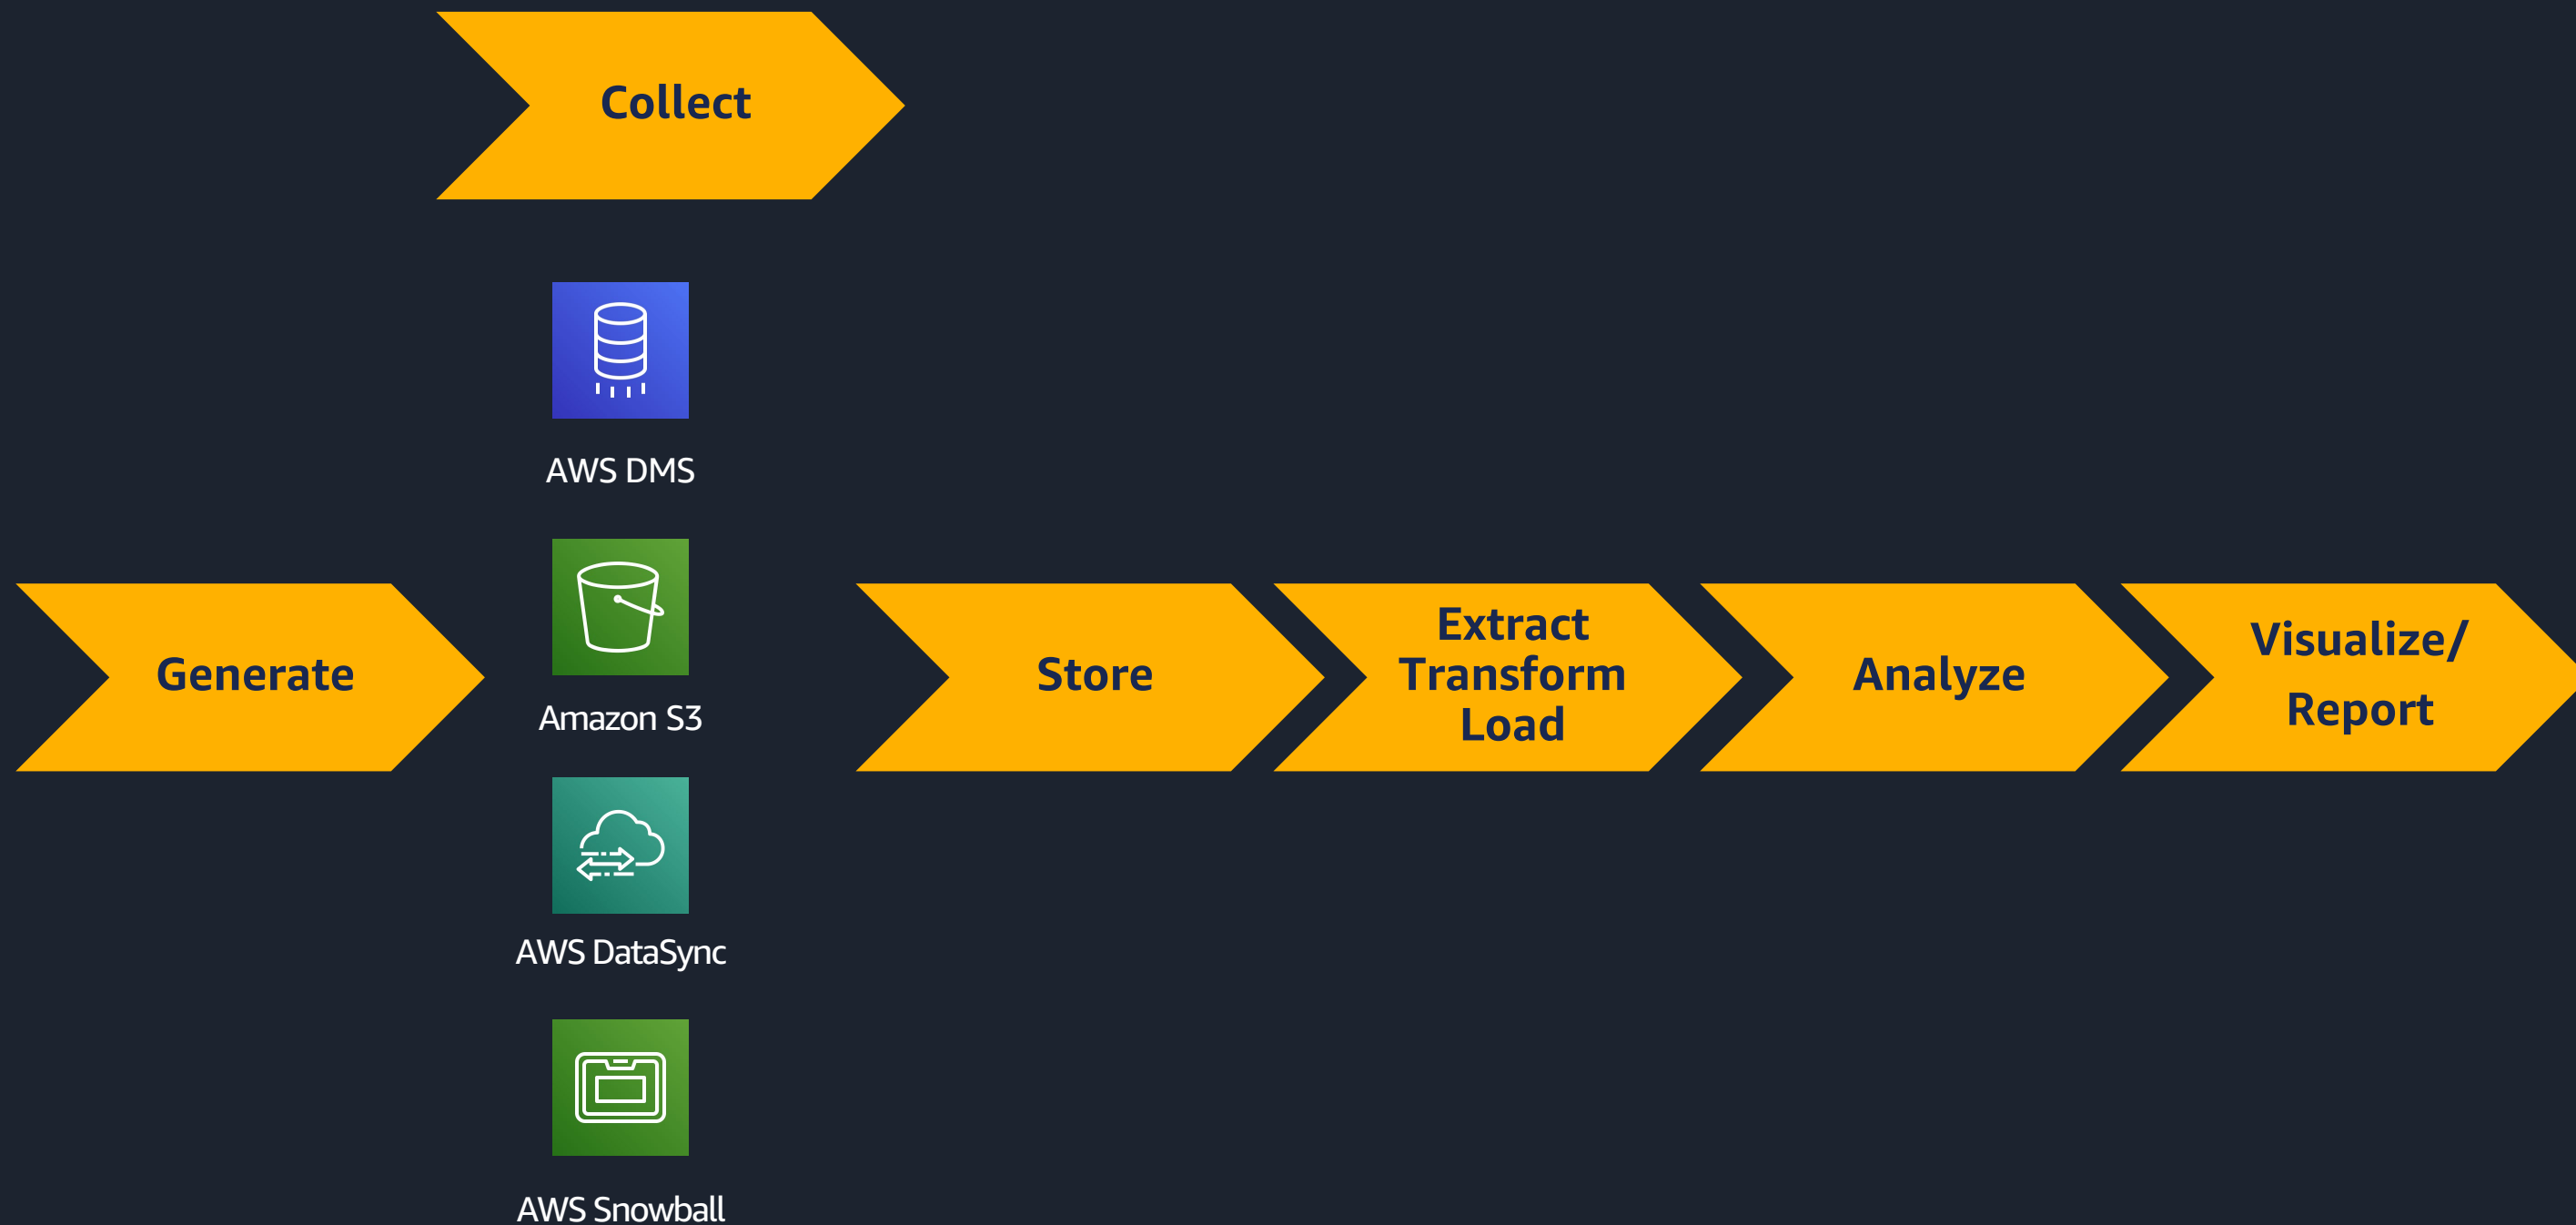 Collect
AWS DMS
Amazon S3
AWS DataSync
AWS Snowball
Generate
Store
Extract
Transform
Load
Analyze
Visualize/
Report